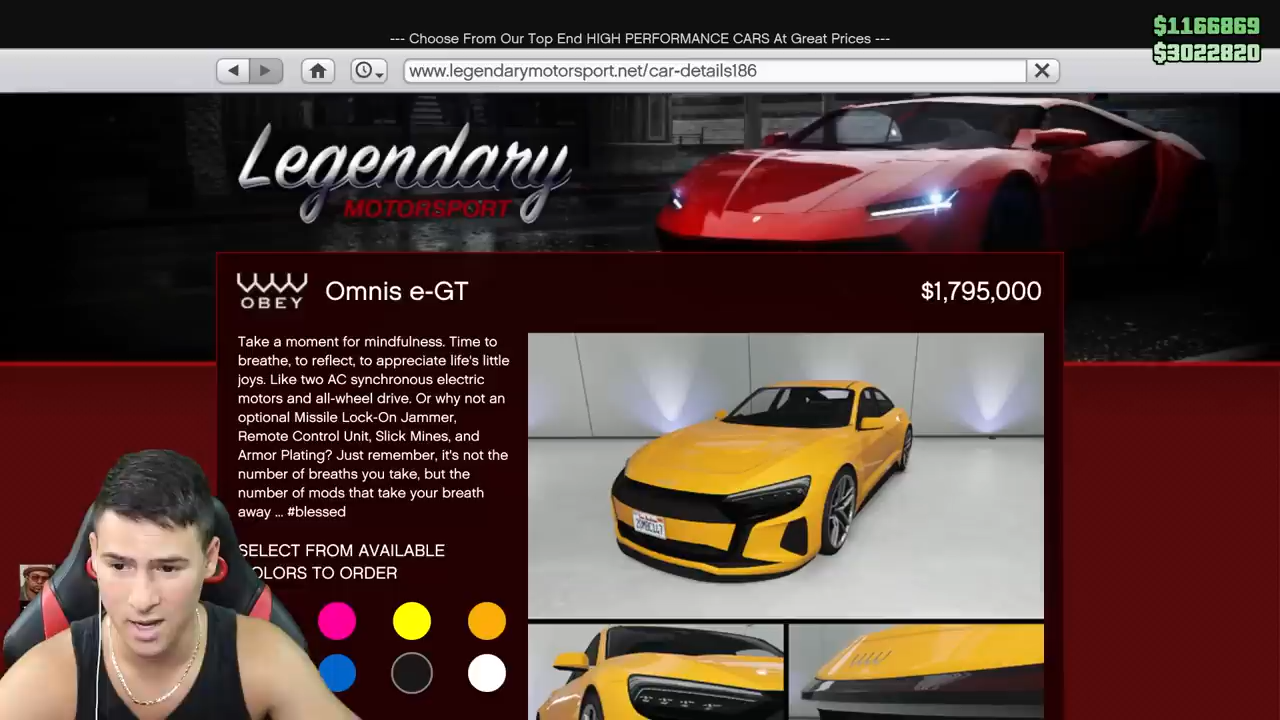 --- Choose From Our Top End HIGH PERFORMANCE CARS At Great Prices ---
$1166869
$3022820
www.legendarymotorsport.net/car-details186
Legendary
MOTORSPORT
OBEY
Omnis e-GT
$1,795,000
Take a moment for mindfulness. Time to
breathe, to reflect, to appreciate life's little
joys. Like two AC synchronous electric
motors and all-wheel drive. Or why not an
optional Missile Lock-On Jammer,
Remote Control Unit, Slick Mines, and
Armor Plating? Just remember, it's not the
number of breaths you take, but the
number of mods that take your breath
away ... #blessed
SELECT FROM AVAILABLE
OLORS TO ORDER